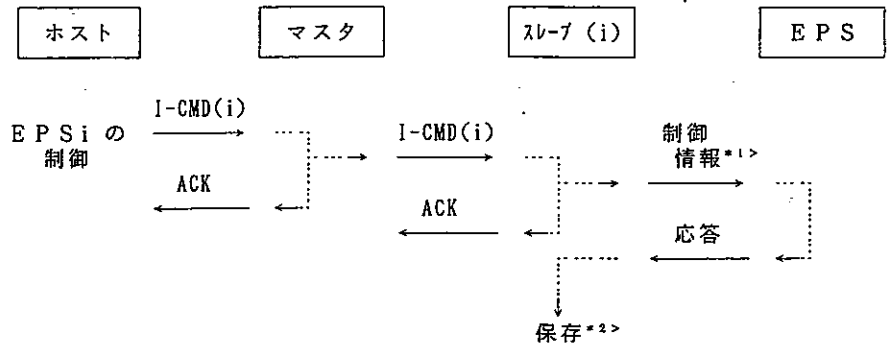 ホスト マスタ スレーブ (i) EPS
I-CMD(i)
EPSiの
制御
I-CMD(i)
制御
情報*1>
ACK
ACK
応答
保存*2>